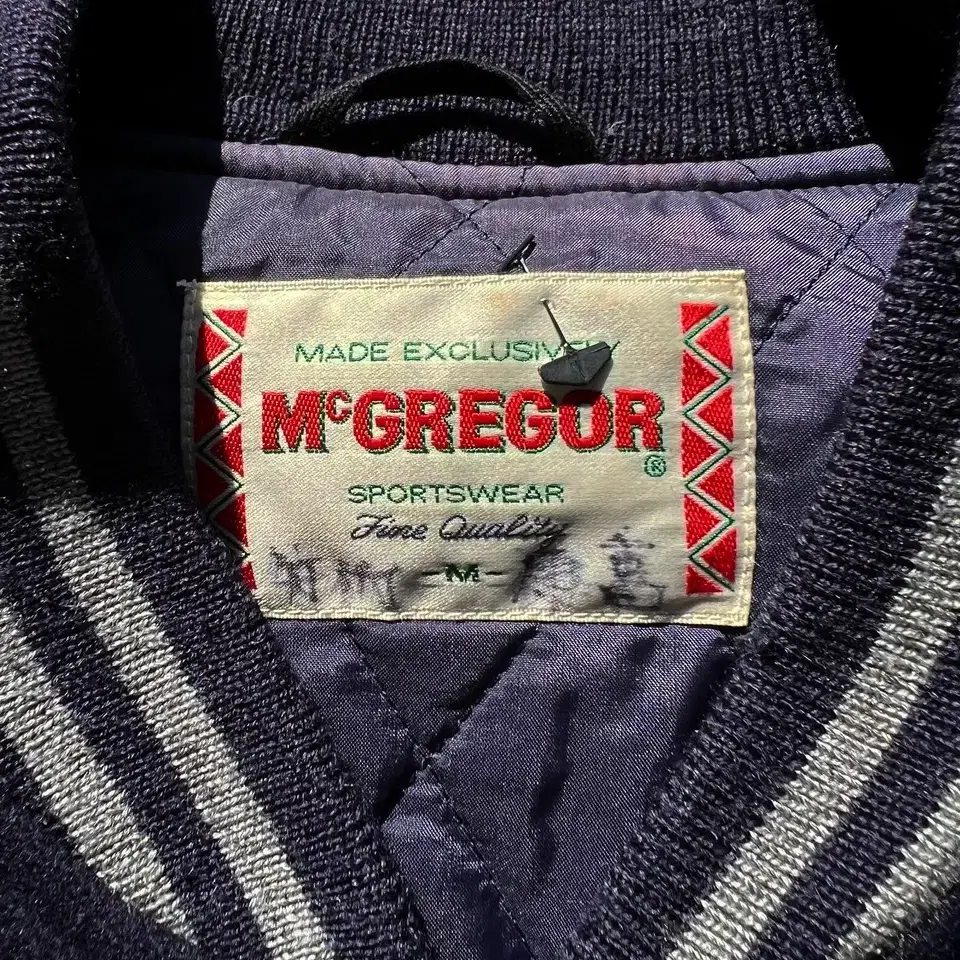 MADE EXCLUSIVELY
McGREGOR®
SPORTSWEAR
Fine Quality
-M-